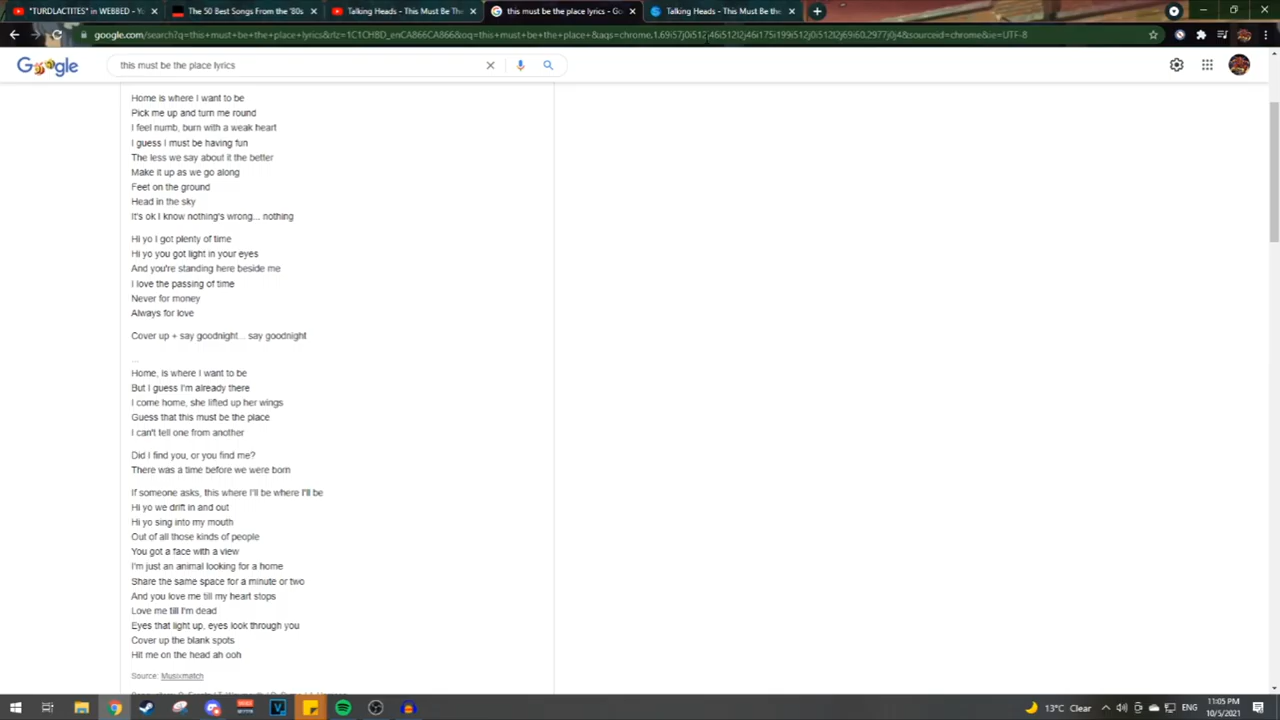 "TURDLACTITES" in WEBBED - Y
The 50 Best Songs From the '80s
Talking Heads - This Must Be The
this must be the place lyrics - Goo
Talking Heads - This Must Be The
Google
this must be the place lyrics
Home is where I want to be
Pick me up and turn me round
I feel numb, burn with a weak heart
I guess I must be having fun
The less we say about it the better
Make it up as we go along
Feet on the ground
Head in the sky
It's ok I know nothing's wrong... nothing
Hi yo I got plenty of time
Hi yo you got light in your eyes
And you're standing here beside me
I love the passing of time
Never for money
Always for love
Cover up + say goodnight... say goodnight
...
Home, is where I want to be
But I guess I'm already there
I come home, she lifted up her wings
Guess that this must be the place
I can't tell one from another
Did I find you, or you find me?
There was a time before we were born
If someone asks, this where I'll be where I'll be
Hi yo we drift in and out
Hi yo sing into my mouth
Out of all those kinds of people
You got a face with a view
I'm just an animal looking for a home
Share the same space for a minute or two
And you love me till my heart stops
Love me till I'm dead
Eyes that light up, eyes look through you
Cover up the blank spots
Hit me on the head ah ooh
Source: Musixmatch
13°C Clear
ENG
11:05 PM
10/5/2021